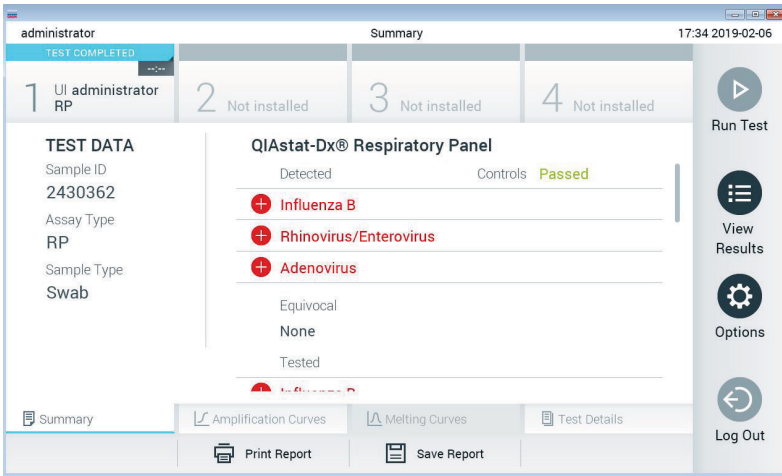 administrator
Summary
17:34 2019-02-06
TEST COMPLETED
--:--
1
UI administrator
RP
2 Not installed
3 Not installed
4 Not installed
Run Test
View
Results
Options
Log Out
TEST DATA
Sample ID
2430362
Assay Type
RP
Sample Type
Swab
QIAstat-Dx® Respiratory Panel
Detected
Controls Passed
Influenza B
Rhinovirus/Enterovirus
Adenovirus
Equivocal
None
Tested
Influenza B
Summary
Amplification Curves
Melting Curves
Test Details
Print Report
Save Report